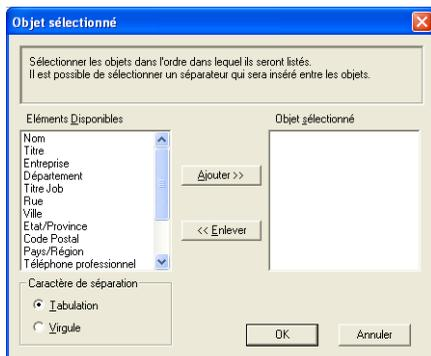 Objet sélectionné
Sélectionner les objets dans l'ordre dans lequel ils seront listés.
Il est possible de sélectionner un séparateur qui sera inséré entre les objets.
Eléments Disponibles
Nom
Titre
Entreprise
Département
Titre Job
Rue
Ville
Etat/Province
Code Postal
Pays/Région
Téléphone professionnel
Ajouter >>
<< Enlever
Objet sélectionné
Caractère de séparation
Tabulation
Virgule
OK
Annuler